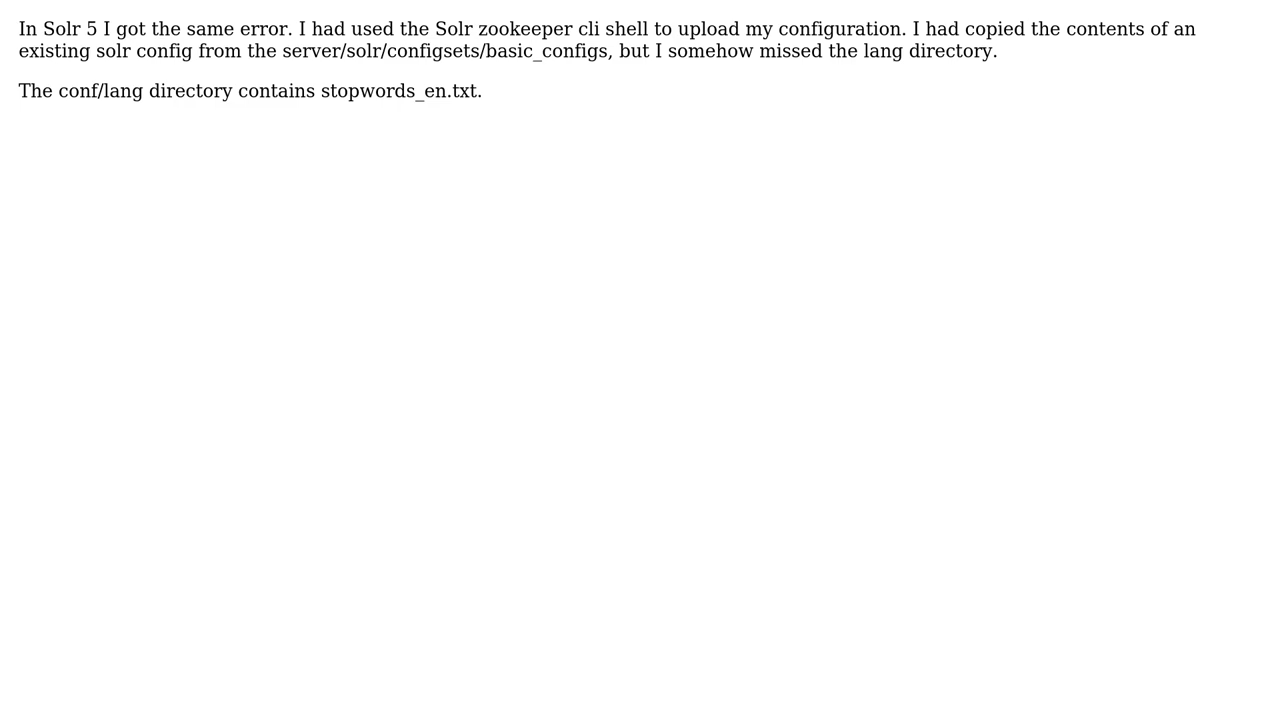 In Solr 5 I got the same error. I had used the Solr zookeeper cli shell to upload my configuration. I had copied the contents of an
existing solr config from the server/solr/configsets/basic_configs, but I somehow missed the lang directory.
The conf/lang directory contains stopwords_en.txt.